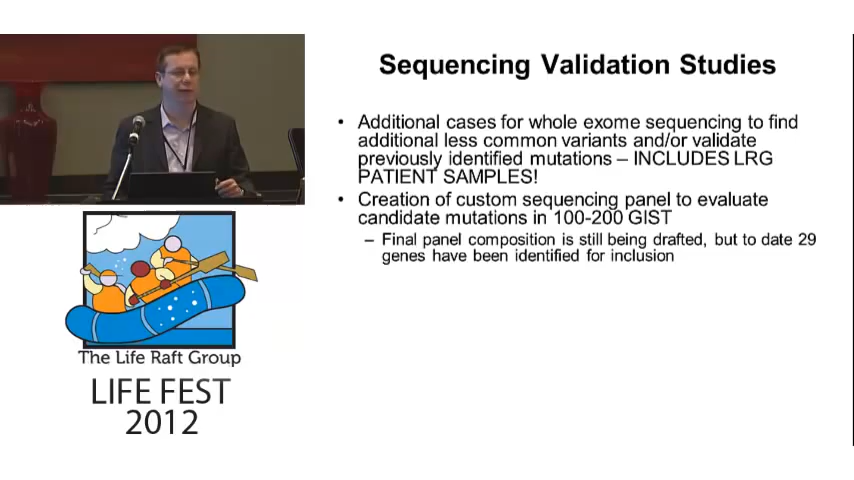 Sequencing Validation Studies
• Additional cases for whole exome sequencing to find
additional less common variants and/or validate
previously identified mutations – INCLUDES LRG
PATIENT SAMPLES!
• Creation of custom sequencing panel to evaluate
candidate mutations in 100-200 GIST
– Final panel composition is still being drafted, but to date 29
genes have been identified for inclusion
The Life Raft Group
LIFE FEST
2012